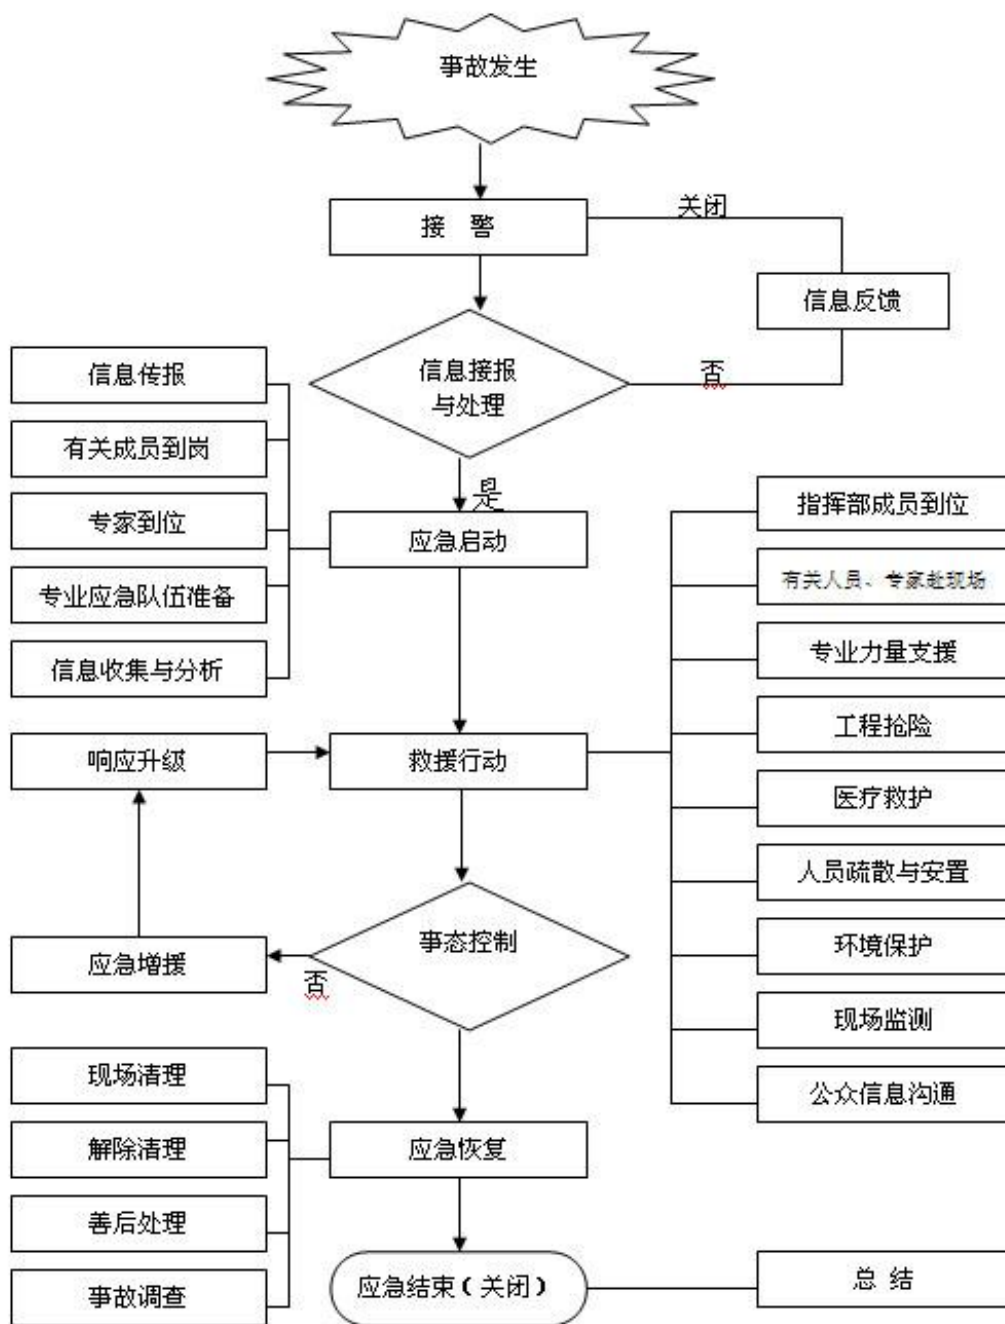 事故发生
接 警
关闭
信息反馈
信息接报
与处理
否
信息传报
有关成员到岗
专家到位
专业应急队伍准备
信息收集与分析
是
应急启动
指挥部成员到位
有关人员、专家赴现场
专业力量支援
工程抢险
医疗救护
人员疏散与安置
环境保护
现场监测
公众信息沟通
响应升级
救援行动
事态控制
否
应急增援
现场清理
解除清理
善后处理
事故调查
应急恢复
应急结束（关闭）
总 结